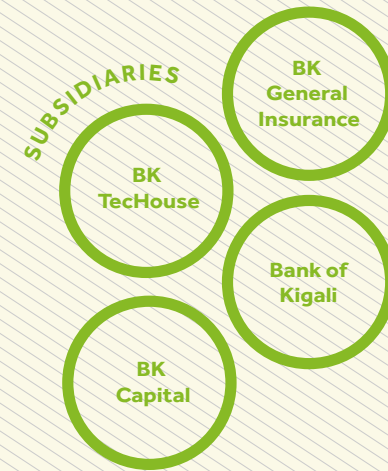 SUBSIDIARIES
BK
General
Insurance
BK
TecHouse
Bank of
Kigali
BK
Capital